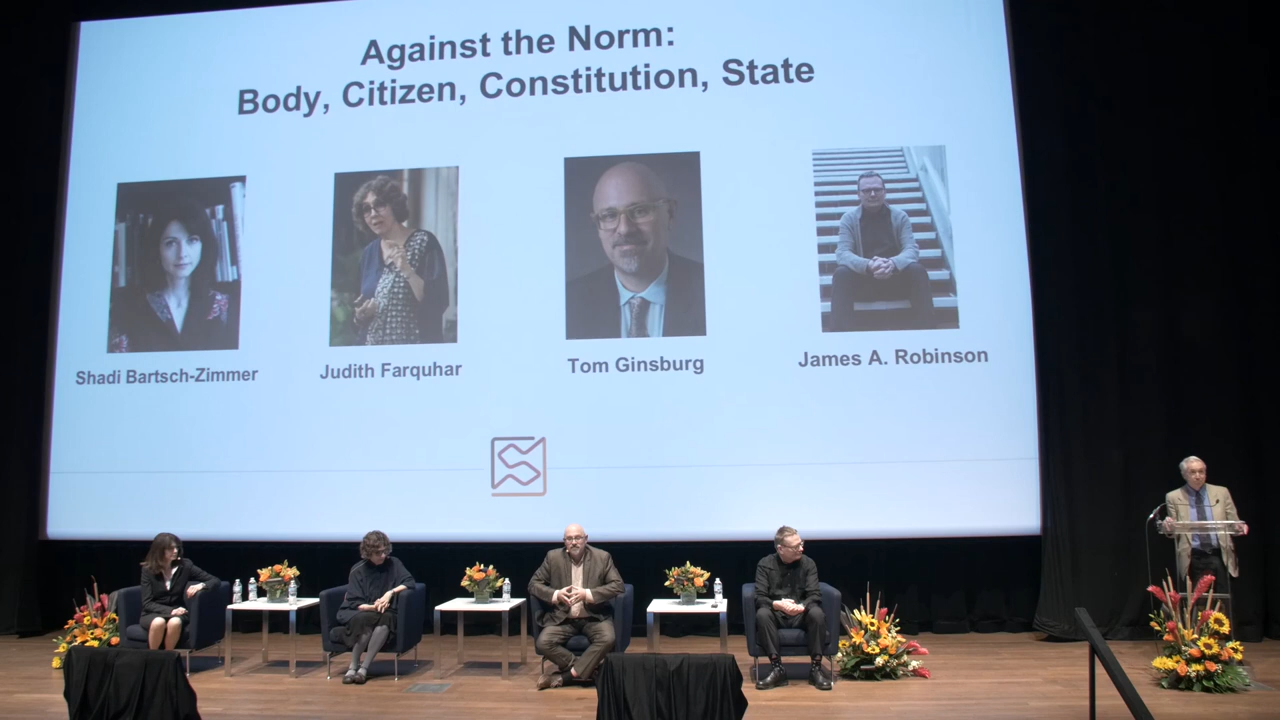 Against the Norm:
Body, Citizen, Constitution, State
Shadi Bartsch-Zimmer
Judith Farquhar
Tom Ginsburg
James A. Robinson